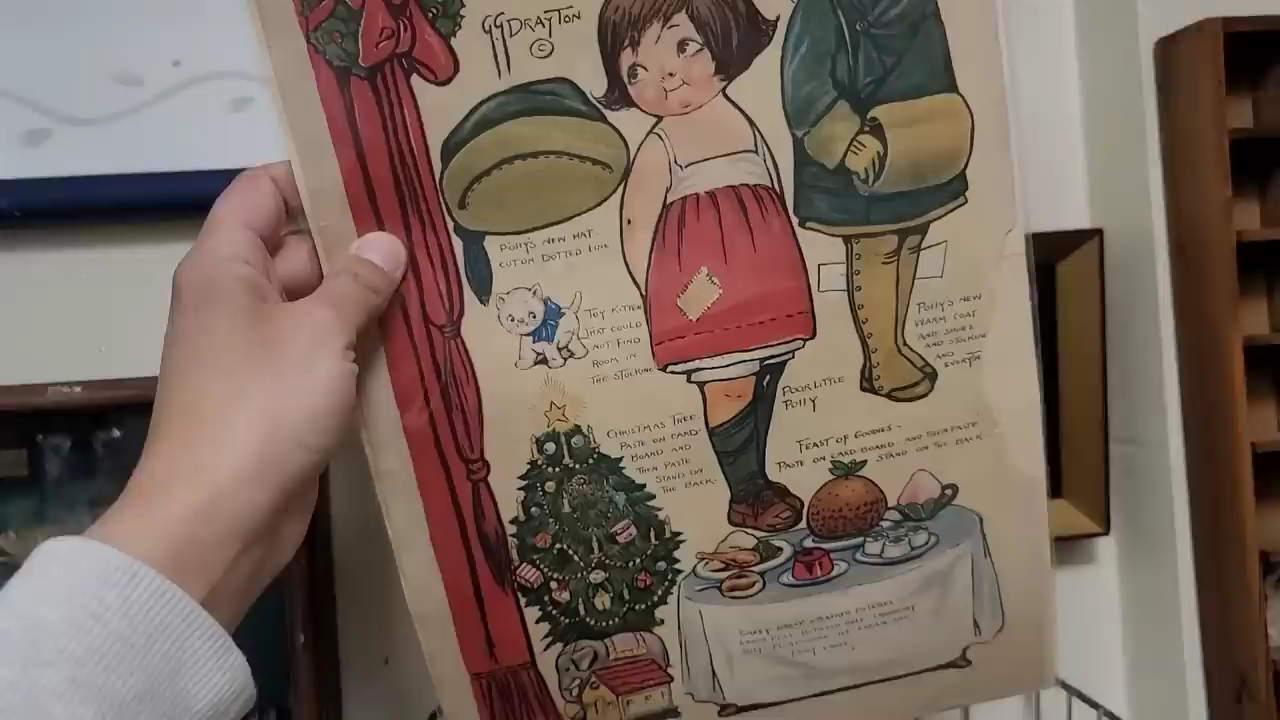 G.G. DRAYTON
©
POLLY'S NEW HAT.
CUT ON DOTTED LINE
TOY KITTEN
THAT COULD
NOT FIND
ROOM IN
THE STOCKING
POLLY'S NEW
WARM COAT
AND SHOES
AND STOCKING
AND
POOR LITTLE
POLLY
CHRISTMAS TREE.
PASTE ON CARD-
BOARD AND
THEN PASTE
STAND ON
THE BACK.
FEAST OF GOODIES -
PASTE ON CARD-BOARD AND THEN PASTE
STAND ON THE BACK